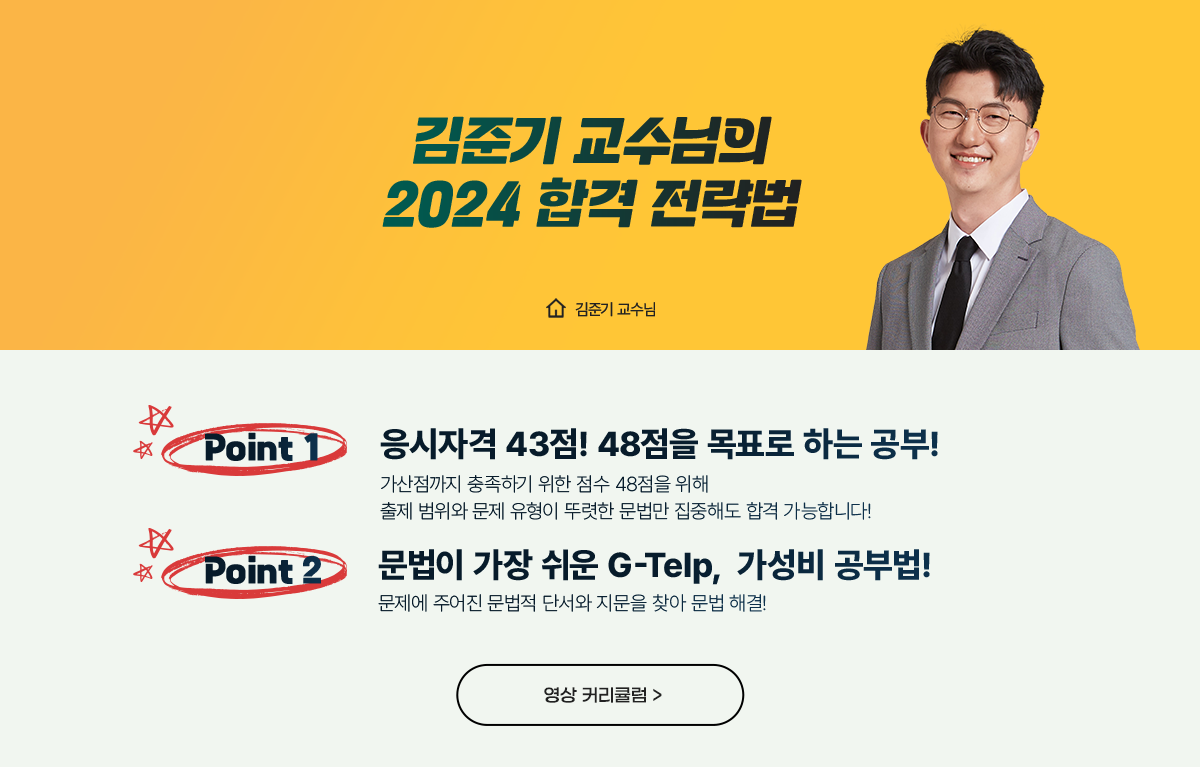 김준기 교수님의
2024 합격 전략법
김준기 교수님
Point 1
응시자격 43점! 48점을 목표로 하는 공부!
가산점까지 충족하기 위한 점수 48점을 위해
출제 범위와 문제 유형이 뚜렷한 문법만 집중해도 합격 가능합니다!
Point 2
문법이 가장 쉬운 G-Telp, 가성비 공부법!
문제에 주어진 문법적 단서와 지문을 찾아 문법 해결!
영상 커리큘럼 >